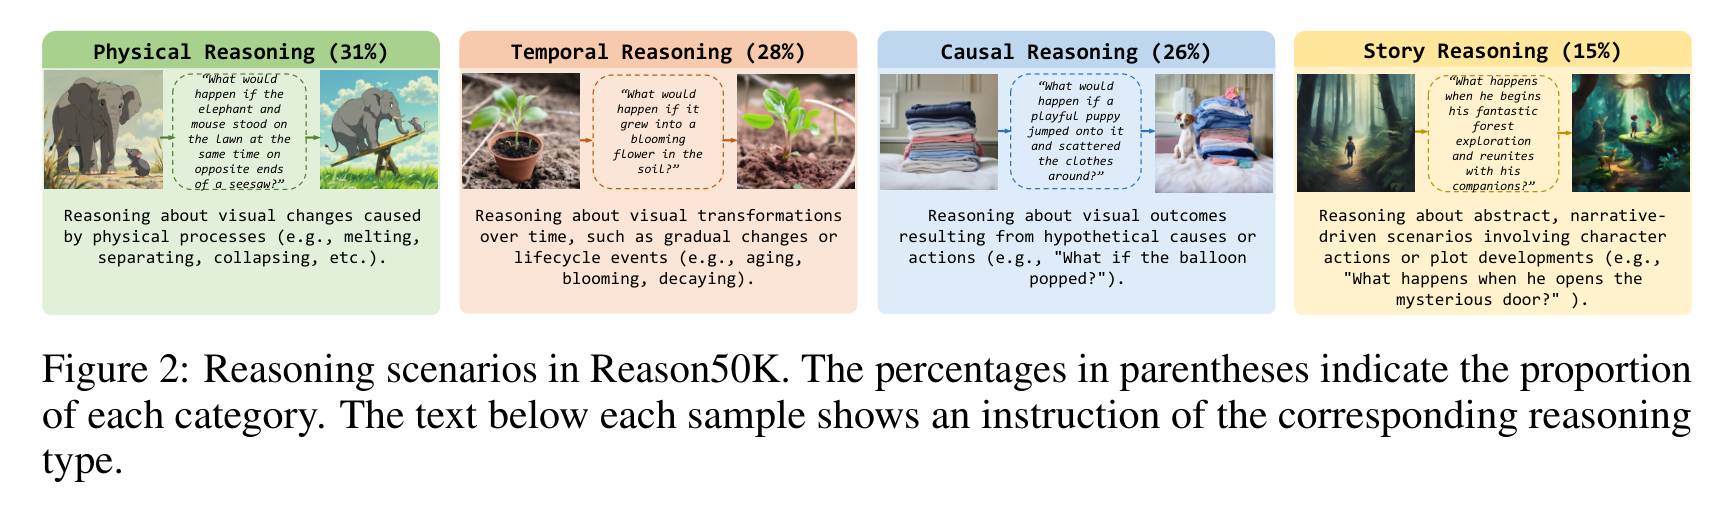 Physical Reasoning (31%)
“What would
happen if the
elephant and
mouse stood on
the lawn at the
same time on
opposite ends
of a seesaw?”
Reasoning about visual changes caused
by physical processes (e.g., melting,
separating, collapsing, etc.).
Temporal Reasoning (28%)
“What would
happen if it
grew into a
blooming
flower in the
soil?”
Reasoning about visual transformations
over time, such as gradual changes or
lifecycle events (e.g., aging,
blooming, decaying).
Causal Reasoning (26%)
“What would
happen if a
playful puppy
jumped onto it
and scattered
the clothes
around?”
Reasoning about visual outcomes
resulting from hypothetical causes or
actions (e.g., "What if the balloon
popped?").
Story Reasoning (15%)
“What happens
when he begins
his fantastic
forest
exploration
and reunites
with his
companions?”
Reasoning about abstract, narrative-
driven scenarios involving character
actions or plot developments (e.g.,
"What happens when he opens the
mysterious door?" ).
Figure 2: Reasoning scenarios in Reason50K. The percentages in parentheses indicate the proportion
of each category. The text below each sample shows an instruction of the corresponding reasoning
type.